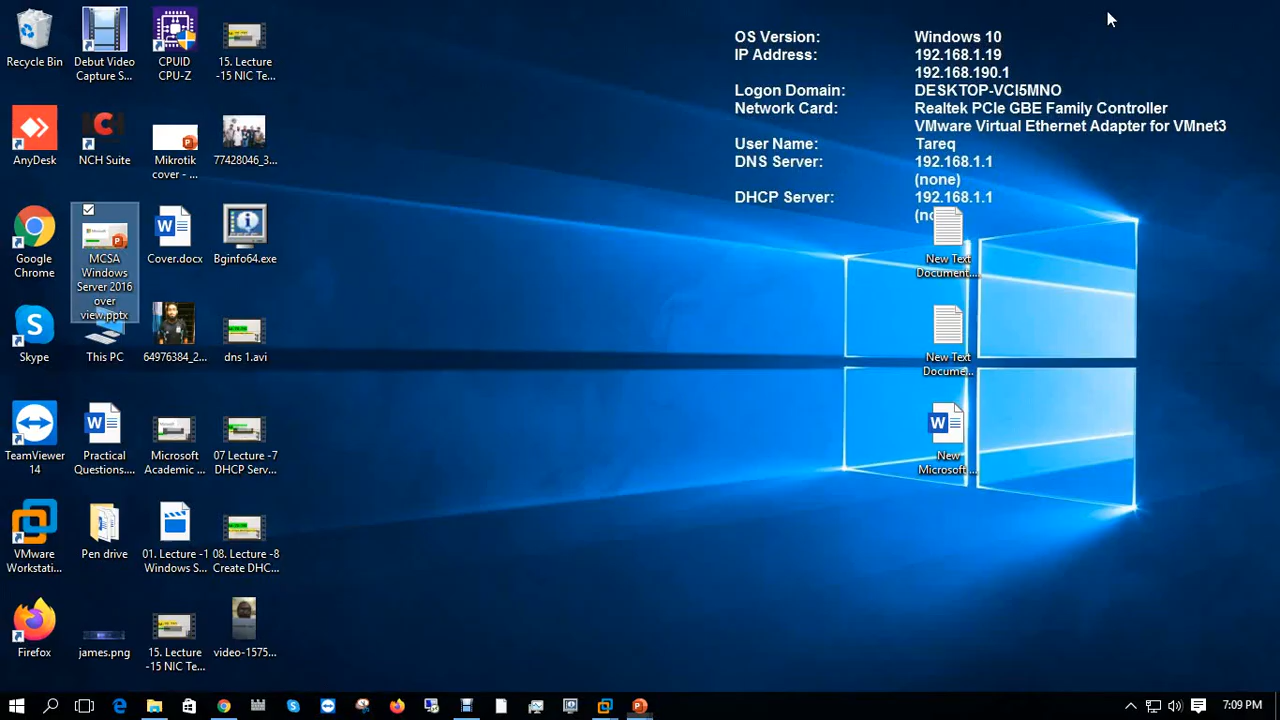 Recycle Bin
Debut Video
Capture S...
CPUID
CPU-Z
15. Lecture
-15 NIC Te...
AnyDesk
NCH Suite
Mikrotik
cover - ...
77428046_3...
Google
Chrome
MCSA
Windows
Server 2016
over
view.pptx
Cover.docx
Bginfo64.exe
Skype
This PC
64976384_2...
dns 1.avi
TeamViewer
14
Practical
Questions....
Microsoft
Academic ...
07 Lecture -7
DHCP Serv...
VMware
Workstati...
Pen drive
01. Lecture -1
Windows S...
08. Lecture -8
Create DHC...
Firefox
james.png
15. Lecture
-15 NIC Te...
video-1575...
OS Version: Windows 10
IP Address: 192.168.1.19
192.168.190.1
Logon Domain: DESKTOP-VCI5MNO
Network Card: Realtek PCIe GBE Family Controller
VMware Virtual Ethernet Adapter for VMnet3
User Name: Tareq
DNS Server: 192.168.1.1
(none)
DHCP Server: 192.168.1.1
New Text
Document....
New Text
Docume...
New
Microsoft ...
7:09 PM